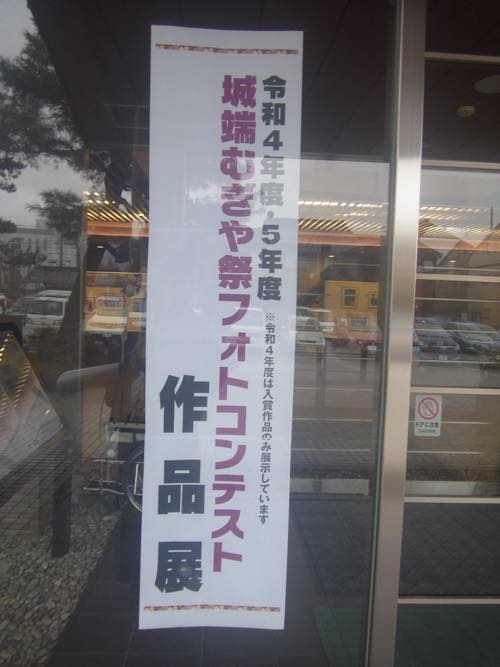 令和4年度・5年度
※令和4年度は入賞作品のみ展示しています
城端むぎや祭フォトコンテスト
作品展
ドアに注意
CAUTION